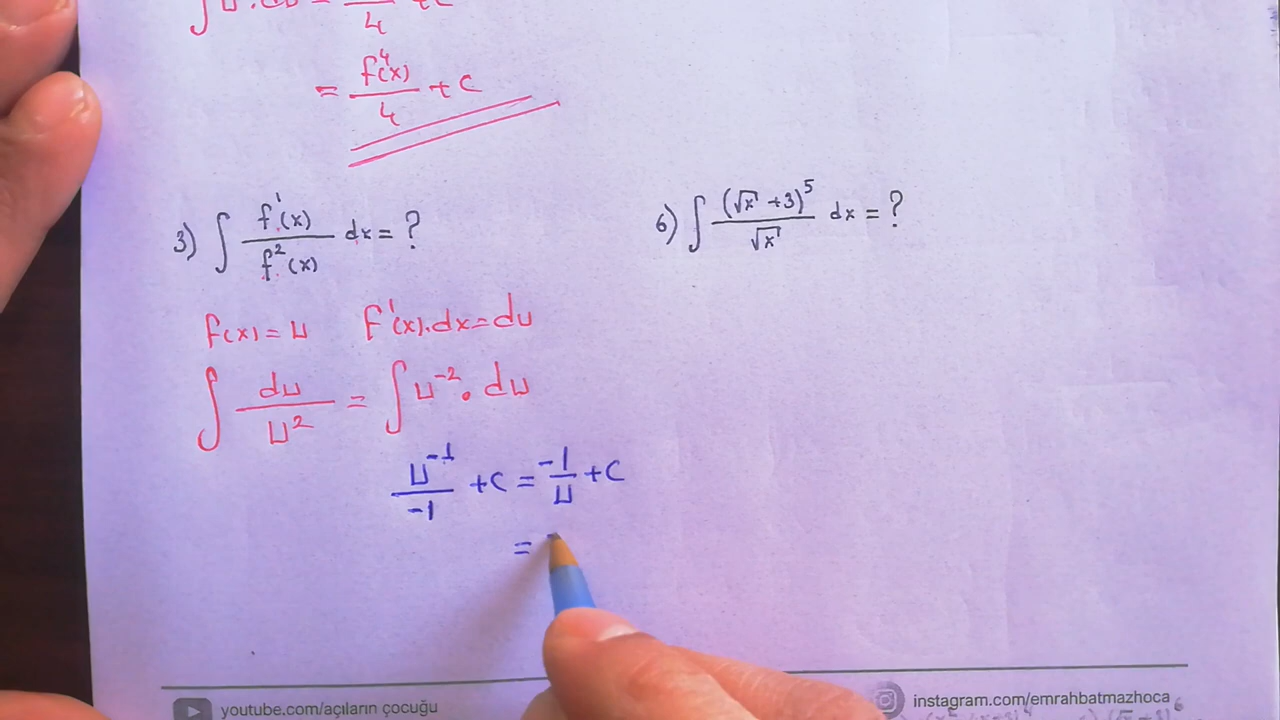 = f⁴(x)/4 + c
3) ∫ f'(x)/f²(x) dx = ?
f(x) = u f'(x).dx = du
∫ du/u² = ∫ u⁻² . du
u⁻¹/-1 + c = -1/u + c
=
6) ∫ (√x + 3)⁵/√x dx = ?
youtube.com/açıların çocuğu
instagram.com/emrahbatmazhoca